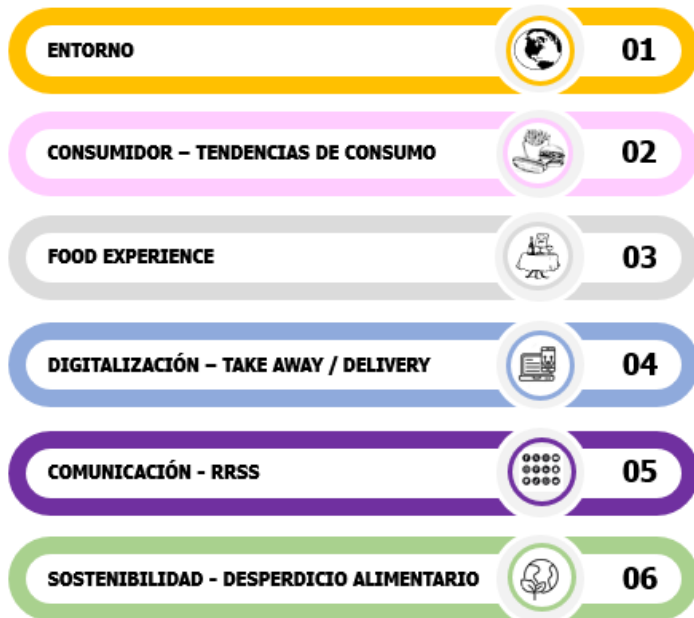 ENTORNO 01
CONSUMIDOR – TENDENCIAS DE CONSUMO 02
FOOD EXPERIENCE 03
DIGITALIZACIÓN – TAKE AWAY / DELIVERY 04
COMUNICACIÓN - RRSS 05
SOSTENIBILIDAD - DESPERDICIO ALIMENTARIO 06